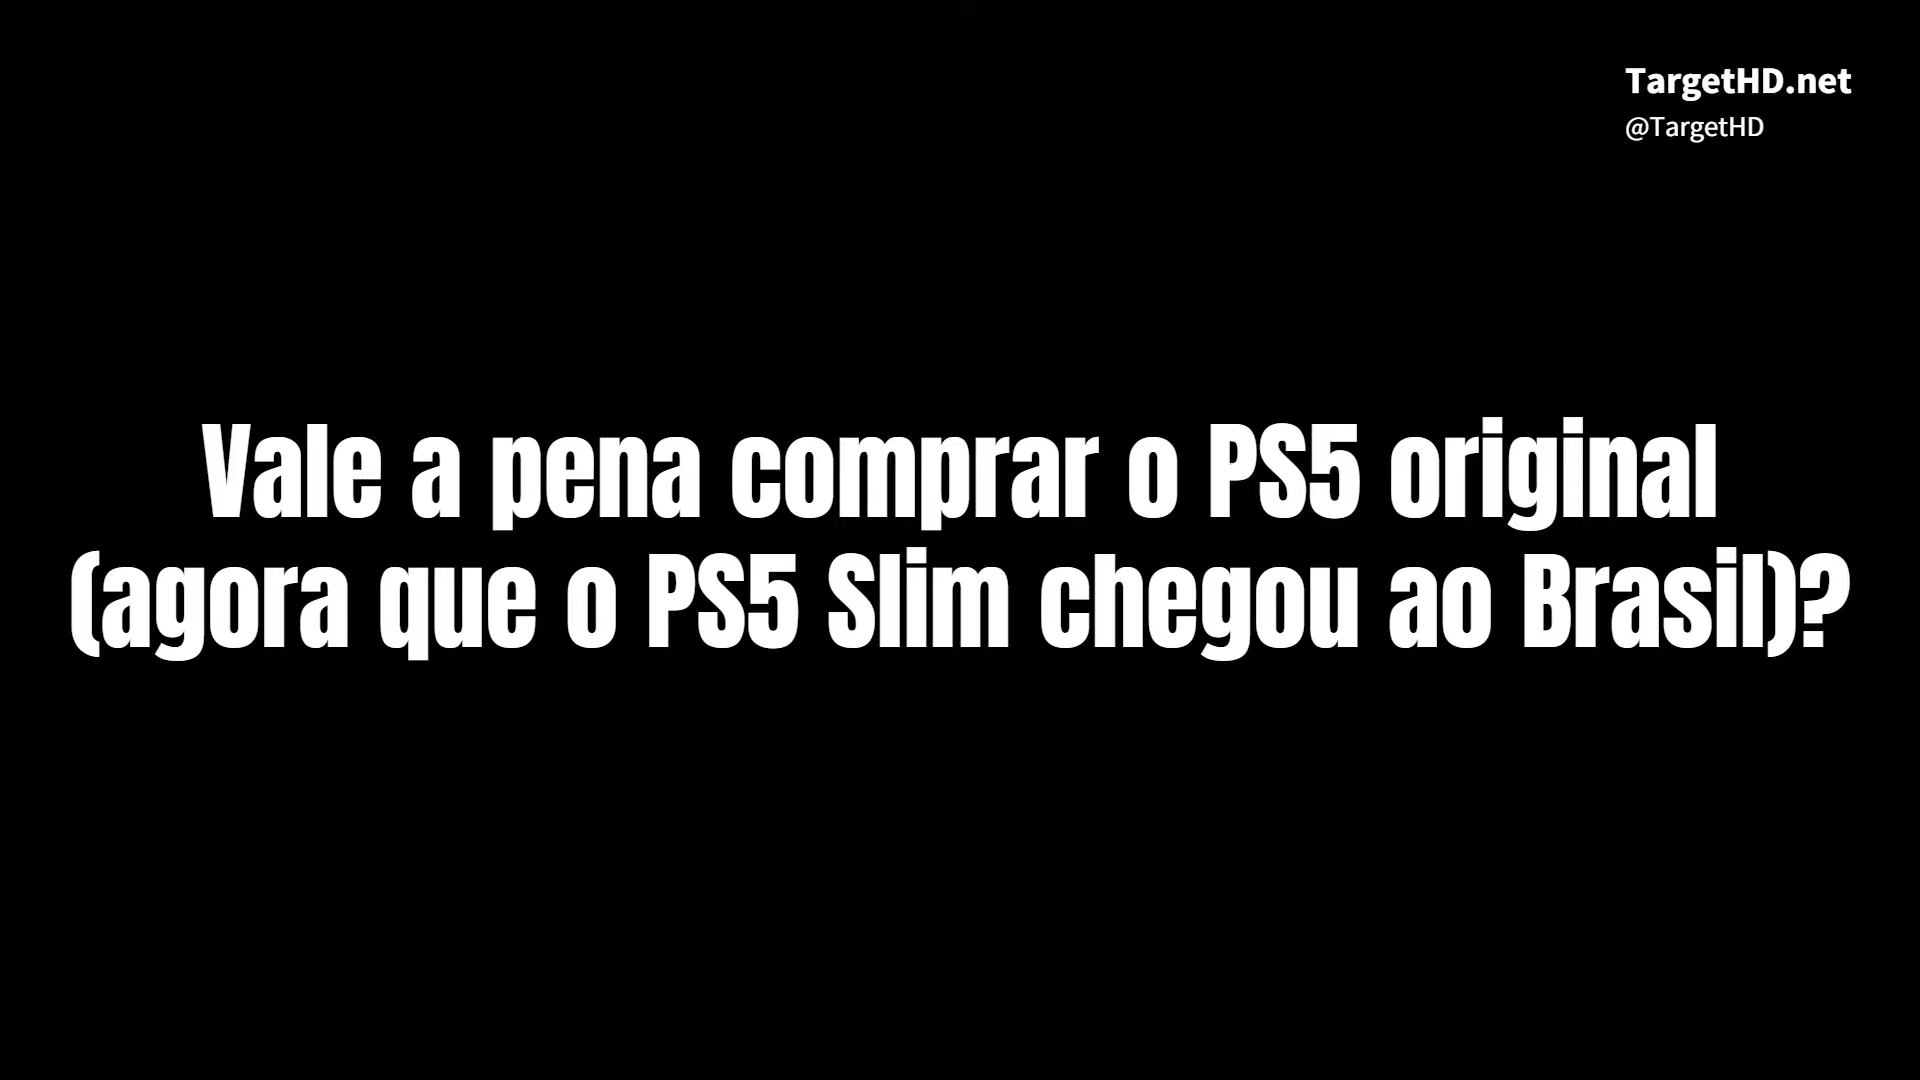 TargetHD.net
@TargetHD
Vale a pena comprar o PS5 original
(agora que o PS5 Slim chegou ao Brasil)?